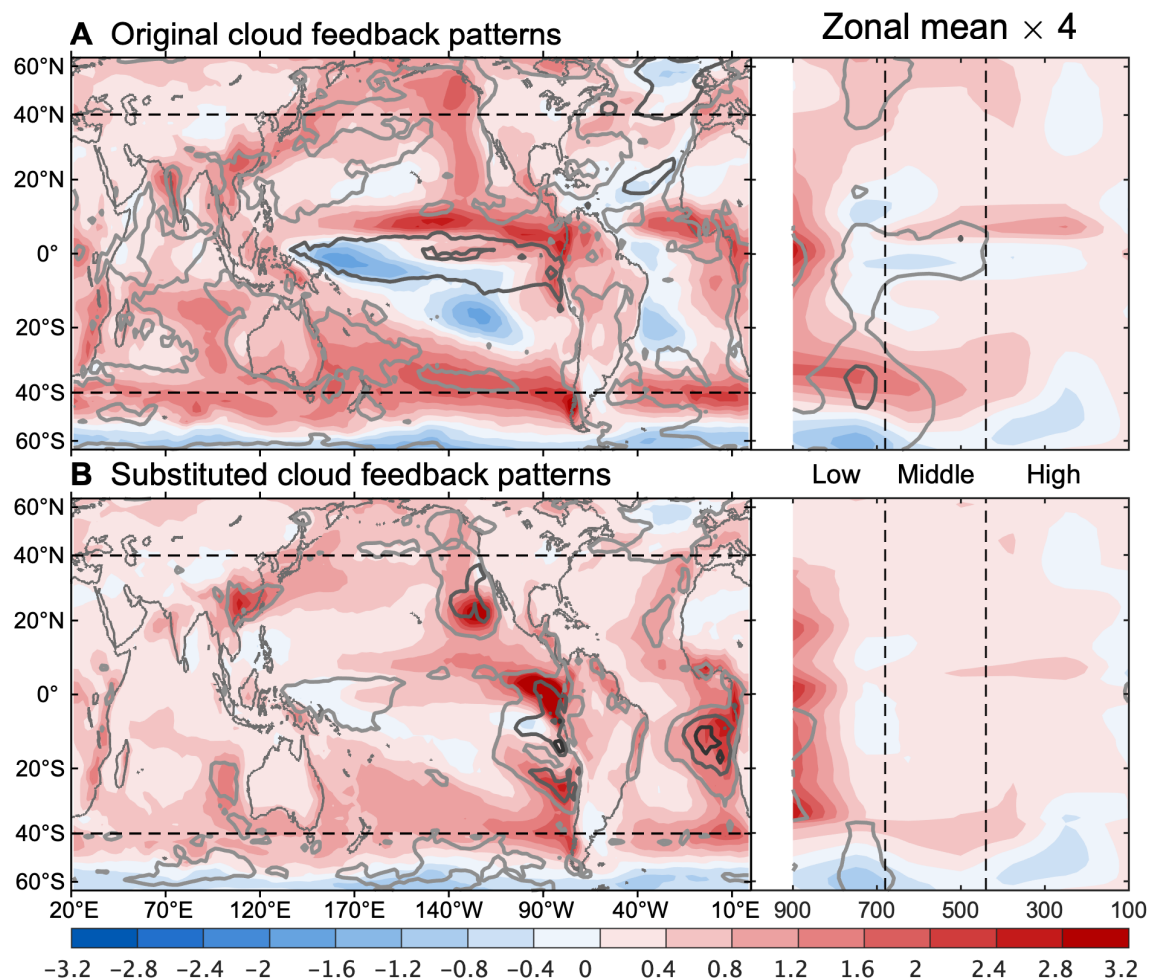 A Original cloud feedback patterns
Zonal mean × 4
60°N
40°N
20°N
0°
20°S
40°S
60°S
B Substituted cloud feedback patterns
Low Middle High
60°N
40°N
20°N
0°
20°S
40°S
60°S
20°E 70°E 120°E 170°E 140°W 90°W 40°W 10°E 900 700 500 300 100
−3.2 −2.8 −2.4 −2 −1.6 −1.2 −0.8 −0.4 0 0.4 0.8 1.2 1.6 2 2.4 2.8 3.2